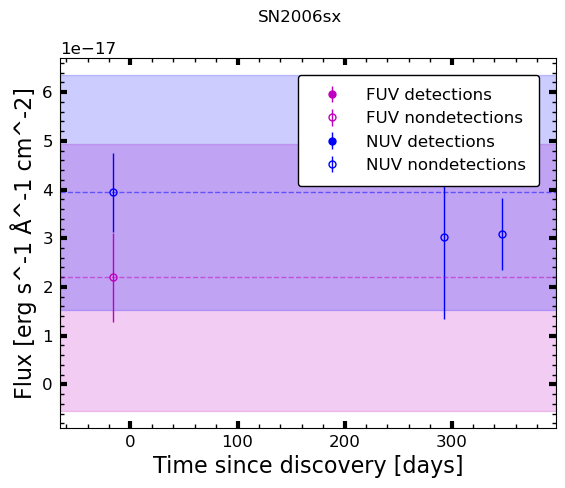 SN2006sx
1e−17
FUV detections
FUV nondetections
NUV detections
NUV nondetections
6
5
4
3
2
1
0
Flux [erg s^-1 Å^-1 cm^-2]
0 100 200 300
Time since discovery [days]